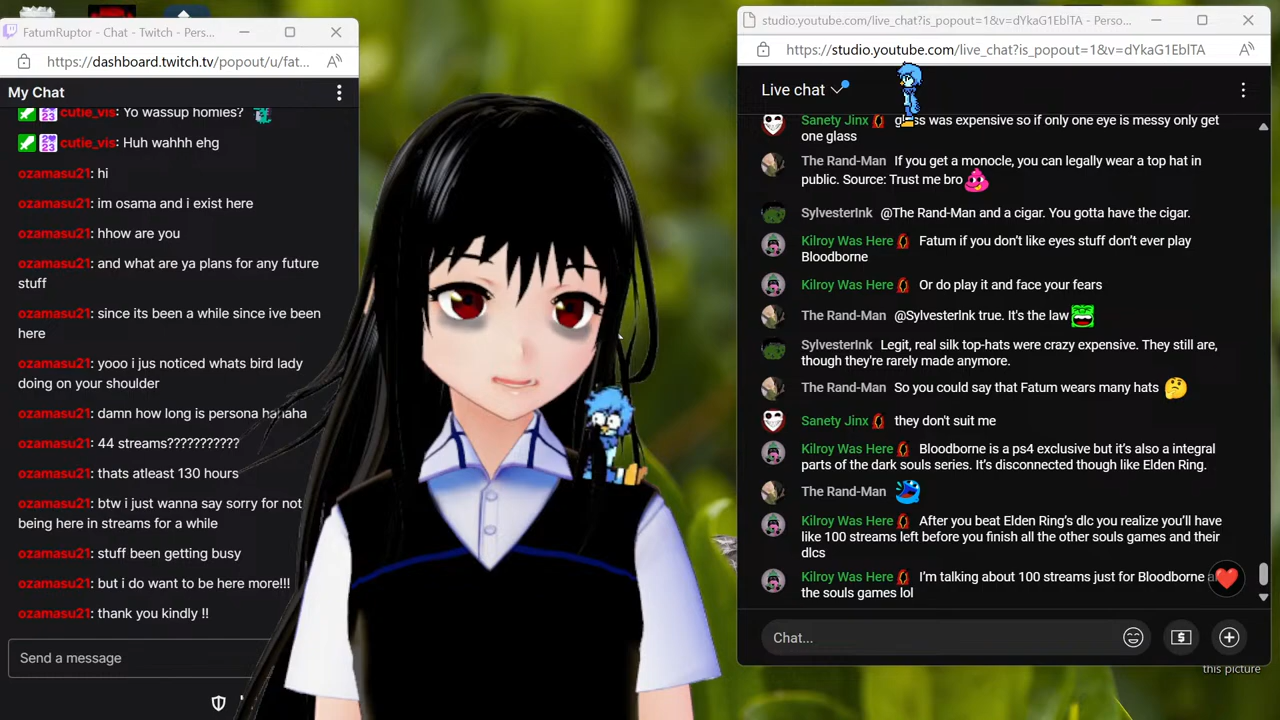 FatumRuptor - Chat - Twitch - Pers...
https://dashboard.twitch.tv/popout/u/fat...
My Chat
cutie_vis: Yo wassup homies?
cutie_vis: Huh wahhh ehg
ozamasu21: hi
ozamasu21: im osama and i exist here
ozamasu21: hhow are you
ozamasu21: and what are ya plans for any future
stuff
ozamasu21: since its been a while since ive been
here
ozamasu21: yooo i jus noticed whats bird lady
doing on your shoulder
ozamasu21: damn how long is persona hahaha
ozamasu21: 44 streams???????????
ozamasu21: thats atleast 130 hours
ozamasu21: btw i just wanna say sorry for not
being here in streams for a while
ozamasu21: stuff been getting busy
ozamasu21: but i do want to be here more!!!
ozamasu21: thank you kindly !!
Send a message
studio.youtube.com/live_chat?is_popout=1&v=dYkaG1EblTA - Perso...
https://studio.youtube.com/live_chat?is_popout=1&v=dYkaG1EblTA
Live chat
Sanety Jinx glass was expensive so if only one eye is messy only get
one glass
The Rand-Man If you get a monocle, you can legally wear a top hat in
public. Source: Trust me bro
SylvesterInk @The Rand-Man and a cigar. You gotta have the cigar.
Kilroy Was Here Fatum if you don't like eyes stuff don't ever play
Bloodborne
Kilroy Was Here Or do play it and face your fears
The Rand-Man @SylvesterInk true. It's the law
SylvesterInk Legit, real silk top-hats were crazy expensive. They still are,
though they're rarely made anymore.
The Rand-Man So you could say that Fatum wears many hats
Sanety Jinx they don't suit me
Kilroy Was Here Bloodborne is a ps4 exclusive but it's also a integral
parts of the dark souls series. It's disconnected though like Elden Ring.
The Rand-Man
Kilroy Was Here After you beat Elden Ring's dlc you realize you'll have
like 100 streams left before you finish all the other souls games and their
dlcs
Kilroy Was Here I'm talking about 100 streams just for Bloodborne
the souls games lol
Chat...
this picture